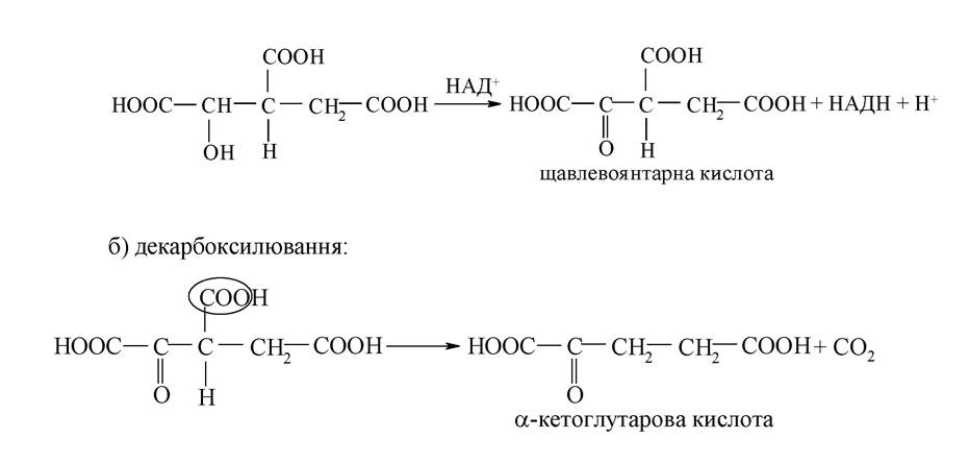 COOH COOH
HOOC—CH—C—CH₂—COOH НАД⁺ HOOC—C—C—CH₂—COOH + НАДН + Н⁺
OH H O H
щавлевоянтарна кислота
б) декарбоксилювання:
COOH
HOOC—C—C—CH₂—COOH HOOC—C—CH₂—CH₂—COOH + CO₂
O H O
α-кетоглутарова кислота